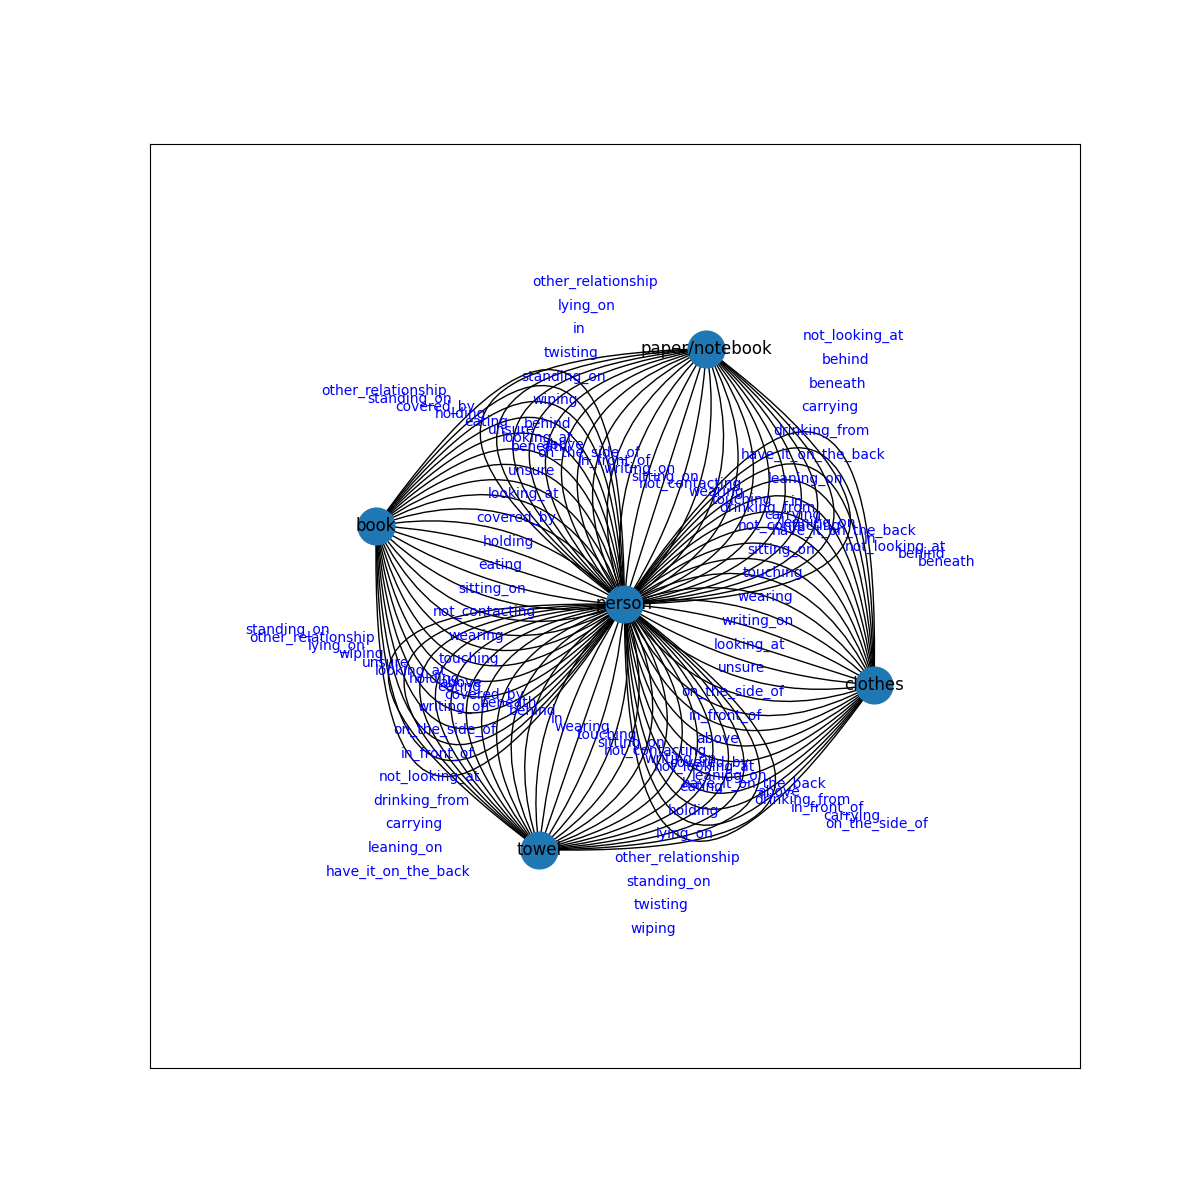 other_relationship
lying_on
in
not_looking_at
paper/notebook
twisting
behind
standing_on
beneath
other_relationship
standing_on
wiping
covered_by
carrying
holding
eating
behind
unsure
drinking_from
looking_at
beneath
above
on_the_side_of
have_it_on_the_back
in_front_of
writing_on
unsure
sitting_on
leaning_on
not_contacting
looking_at
wearing
touching
in
drinking_from
carrying
covered_by
leaning_on
book
not_contacting
have_it_on_the_back
in
holding
not_looking_at
sitting_on
behind
beneath
eating
touching
sitting_on
wearing
person
not_contacting
writing_on
standing_on
wearing
other_relationship
lying_on
looking_at
wiping
touching
unsure
unsure
looking_at
holding
above
eating
clothes
covered_by
on_the_side_of
beneath
writing_on
behind
in_front_of
in
wearing
on_the_side_of
touching
above
sitting_on
in_front_of
not_contacting
writing_on
covered_by
not_looking_at
not_looking_at
leaning_on
have_it_on_the_back
eating
above
drinking_from
drinking_from
in_front_of
holding
carrying
carrying
on_the_side_of
lying_on
leaning_on
towel
other_relationship
have_it_on_the_back
standing_on
twisting
wiping